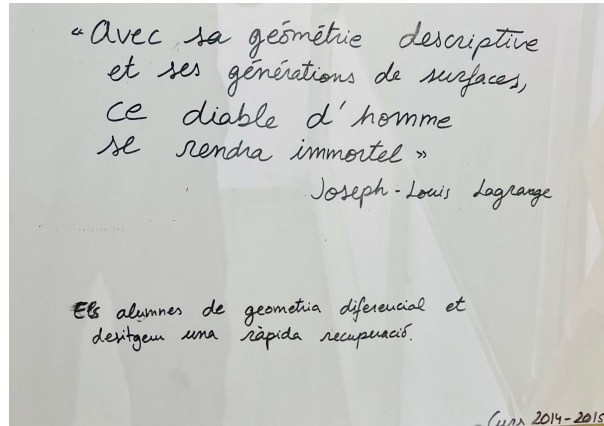 “Avec sa géométrie descriptive
et ses générations de surfaces,
ce diable d'homme
se rendra immortel »
Joseph-Louis Lagrange
Els alumnes de geometria diferencial et
desitgem una ràpida recuperació.
Curs 2014-2015